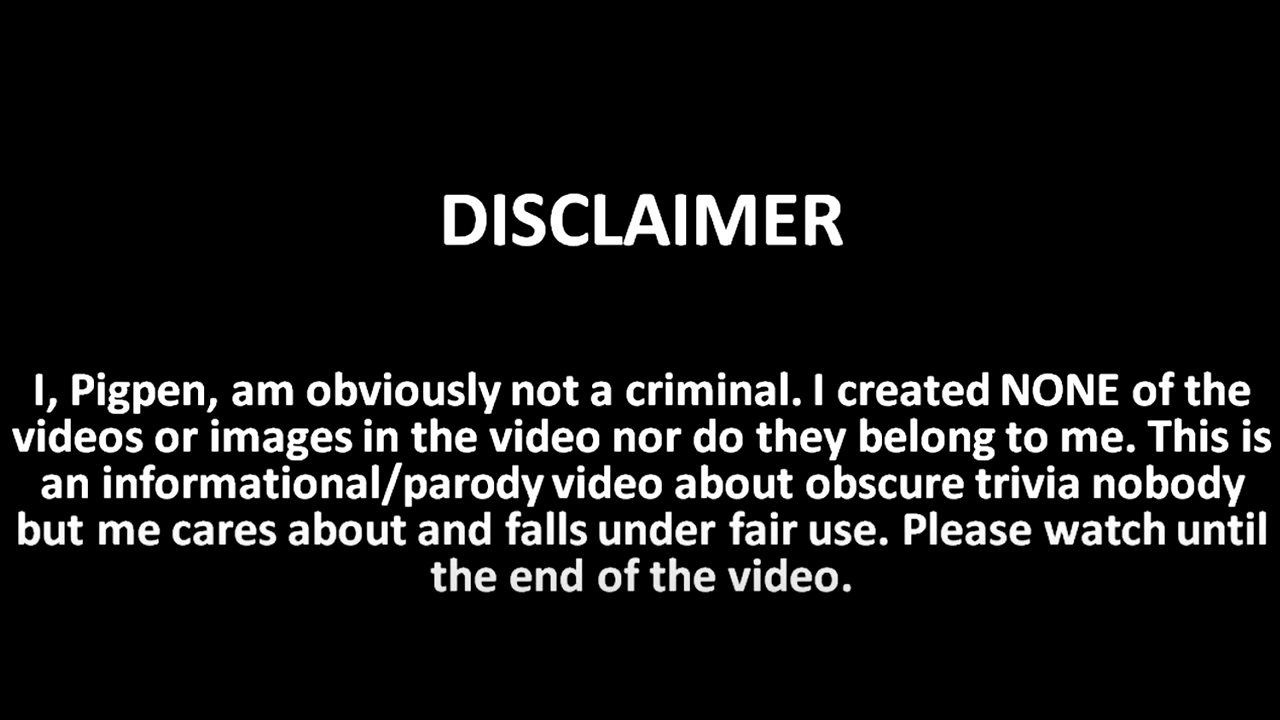 DISCLAIMER
I, Pigpen, am obviously not a criminal. I created NONE of the
videos or images in the video nor do they belong to me. This is
an informational/parody video about obscure trivia nobody
but me cares about and falls under fair use. Please watch until
the end of the video.